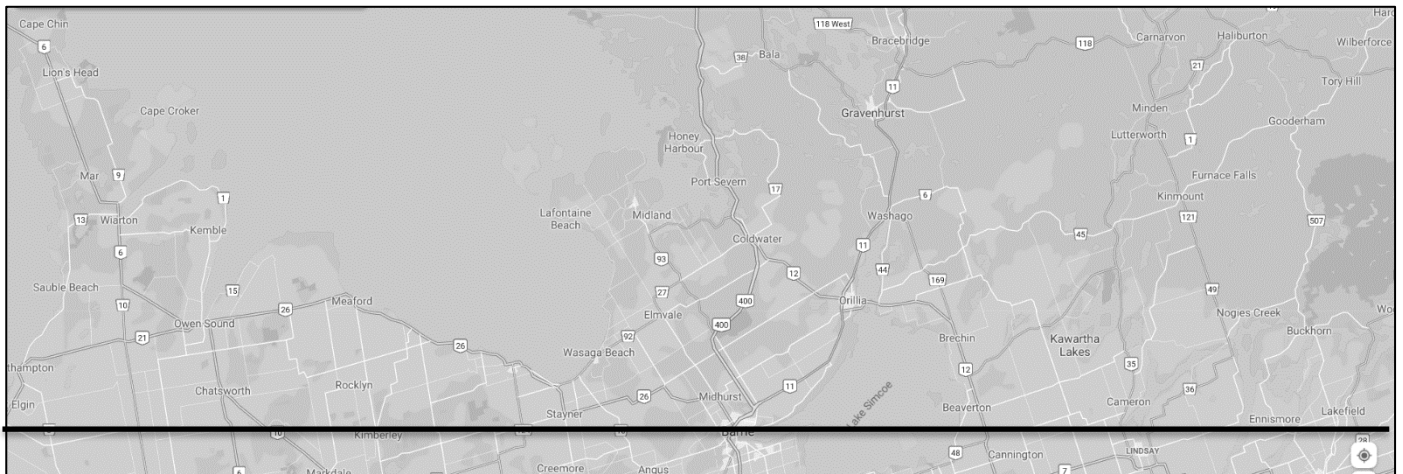 Cape Chin
118 West
Bracebridge
Carnarvon
Haliburton
6
38
Bala
118
Wilberforce
Lion's Head
21
Tory Hill
11
Cape Croker
Gravenhurst
Minden
Gooderham
Honey
Harbour
Lutterworth
1
Mar
9
Port Severn
17
Furnace Falls
1
6
Kinmount
13
Wiarton
Lafontaine
Beach
Midland
Washago
121
507
Kemble
Coldwater
45
6
93
11
12
44
169
Sauble Beach
15
27
49
10
26
Meaford
400
Orillia
Elmvale
Nogies Creek
Owen Sound
400
Buckhorn
21
92
Brechin
Kawartha
Lakes
26
Wasaga Beach
thampton
12
35
Chatsworth
Rocklyn
11
36
26
Midhurst
Elgin
Stayner
Lake Simcoe
Beaverton
Cameron
Ennismore
Lakefield
10
Kimberley
Barrie
28
48
Cannington
LINDSAY
Markdale
Creemore
Angus
6
7